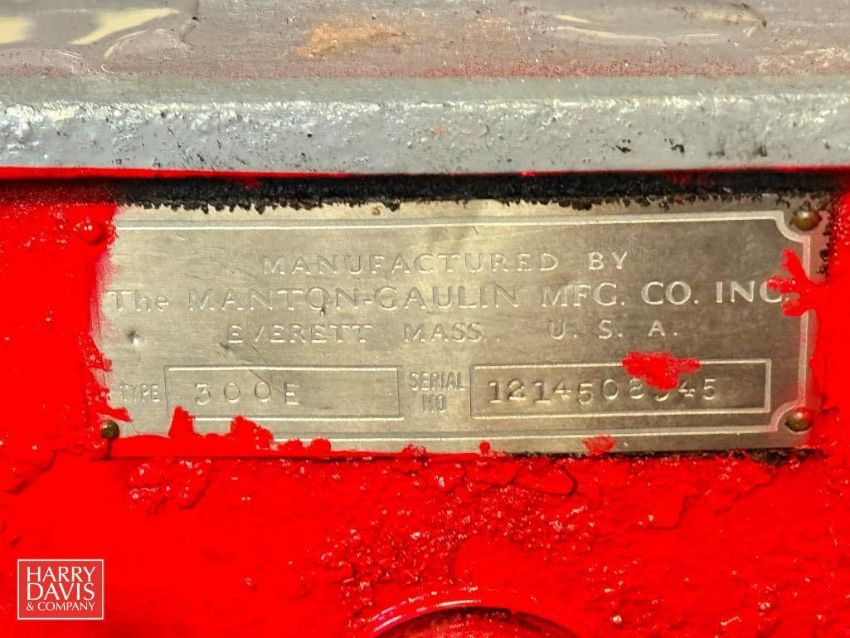 MANUFACTURED BY
The MANTON-GAULIN MFG. CO. INC.
EVERETT MASS. U. S. A.
TYPE 300E SERIAL NO
HARRY
DAVIS
& COMPANY